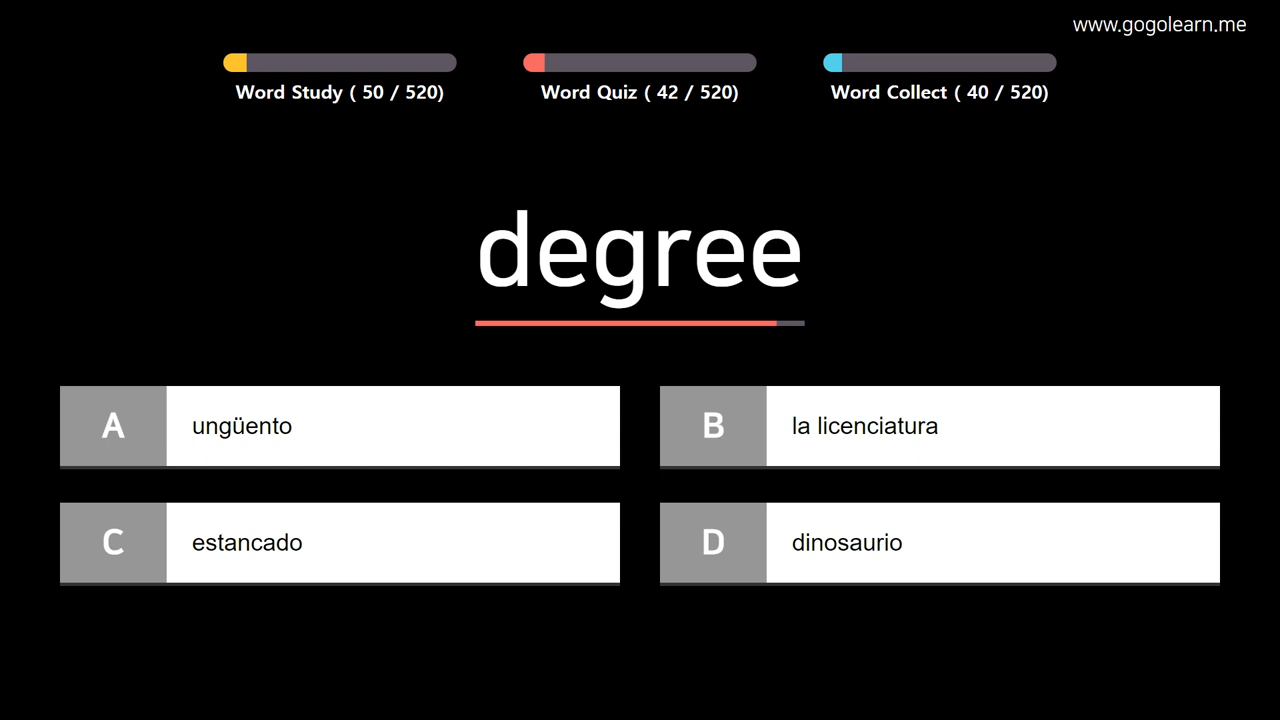 www.gogolearn.me
Word Study ( 50 / 520)
Word Quiz ( 42 / 520)
Word Collect ( 40 / 520)
degree
A ungüento
B la licenciatura
C estancado
D dinosaurio